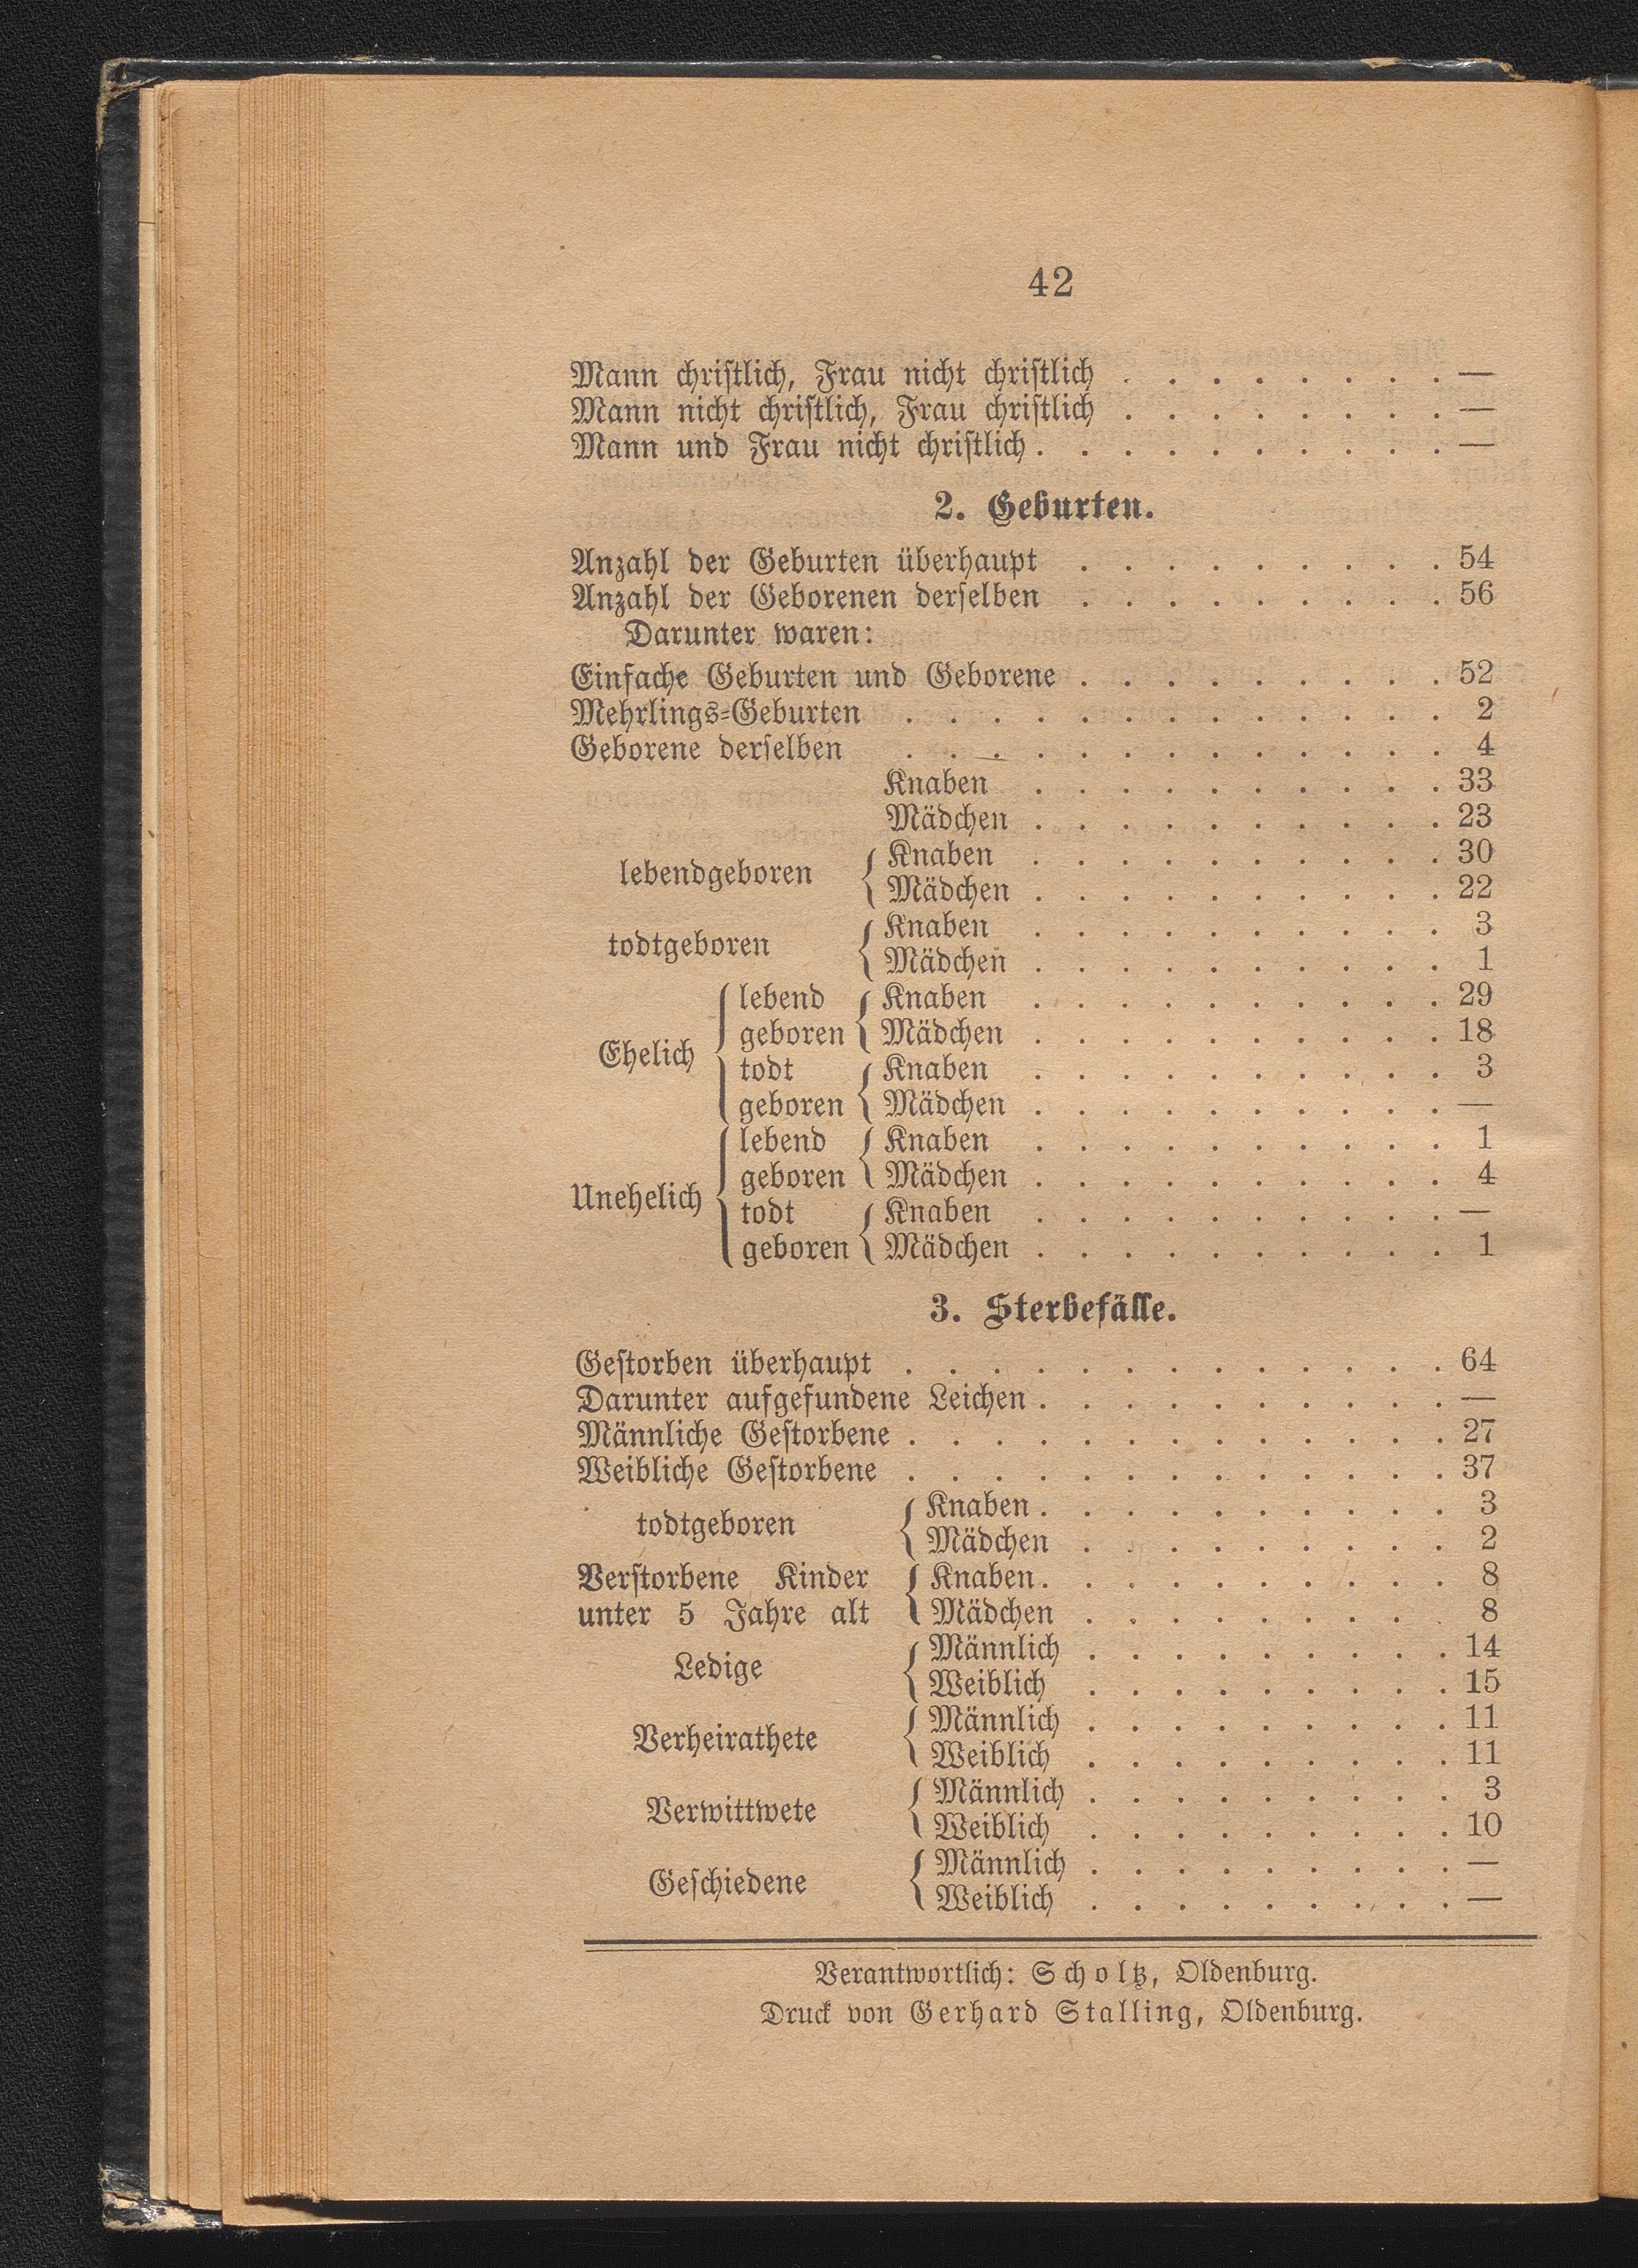 42
Mann christlich, Frau nicht christlich . . . . . . . . —
Mann nicht christlich, Frau christlich . . . . . . . . —
Mann und Frau nicht christlich . . . . . . . . . . —
2. Geburten.
Anzahl der Geburten überhaupt . . . . . . . . . 54
Anzahl der Geborenen derselben . . . . . . . . . 56
Darunter waren:
Einfache Geburten und Geborene . . . . . . . . . 52
Mehrlings-Geburten . . . . . . . . . . . . . 2
Geborene derselben . . . . . . . . . . . . . 4
Knaben . . . . . . . . . . 33
Mädchen . . . . . . . . . . 23
lebendgeboren { Knaben . . . . . . . . . . 30
Mädchen . . . . . . . . . . 22
todtgeboren { Knaben . . . . . . . . . . 3
Mädchen . . . . . . . . . . 1
Ehelich { lebend { Knaben . . . . . . . . . . 29
geboren Mädchen . . . . . . . . . . 18
todt { Knaben . . . . . . . . . . 3
geboren Mädchen . . . . . . . . . . —
Unehelich { lebend { Knaben . . . . . . . . . . 1
geboren Mädchen . . . . . . . . . . 4
todt { Knaben . . . . . . . . . . —
geboren Mädchen . . . . . . . . . . 1
3. Sterbefälle.
Gestorben überhaupt . . . . . . . . . . . . . 64
Darunter aufgefundene Leichen . . . . . . . . . . —
Männliche Gestorbene . . . . . . . . . . . . . 27
Weibliche Gestorbene . . . . . . . . . . . . . 37
todtgeboren { Knaben . . . . . . . . . . 3
Mädchen . . . . . . . . . 2
Verstorbene Kinder { Knaben . . . . . . . . . . 8
unter 5 Jahre alt Mädchen . . . . . . . . . 8
Ledige { Männlich . . . . . . . . . 14
Weiblich . . . . . . . . . 15
Verheirathete { Männlich . . . . . . . . . 11
Weiblich . . . . . . . . . 11
Verwittwete { Männlich . . . . . . . . . 3
Weiblich . . . . . . . . . 10
Geschiedene { Männlich . . . . . . . . . —
Weiblich . . . . . . . . . —
Verantwortlich: Scholtz, Oldenburg.
Druck von Gerhard Stalling, Oldenburg.